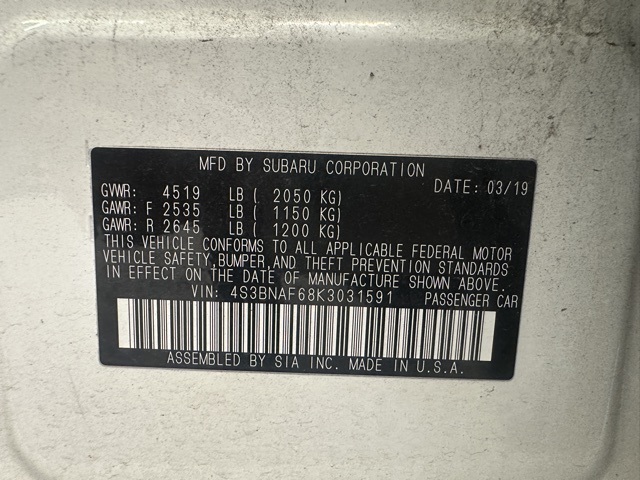 MFD BY SUBARU CORPORATION
DATE: 03/19
GVWR: 4519 LB ( 2050 KG)
GAWR: F 2535 LB ( 1150 KG)
GAWR: R 2645 LB ( 1200 KG)
THIS VEHICLE CONFORMS TO ALL APPLICABLE FEDERAL MOTOR
VEHICLE SAFETY,BUMPER,AND THEFT PREVENTION STANDARDS
IN EFFECT ON THE DATE OF MANUFACTURE SHOWN ABOVE.
VIN: 4S3BNAF68K3031591 PASSENGER CAR
ASSEMBLED BY SIA INC. MADE IN U.S.A.